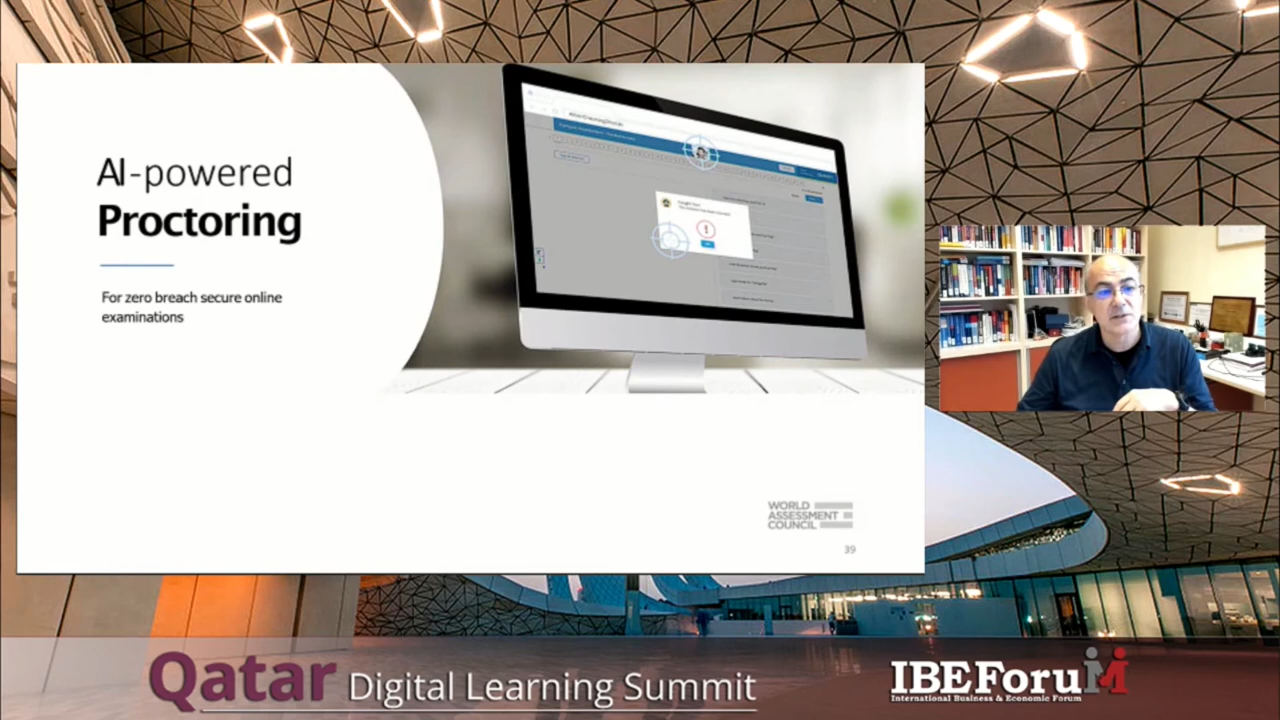 AI-powered
Proctoring
For zero breach secure online
examinations
WORLD
ASSESSMENT
COUNCIL
39
Qatar Digital Learning Summit
IBEForuM
International Business & Economic Forum